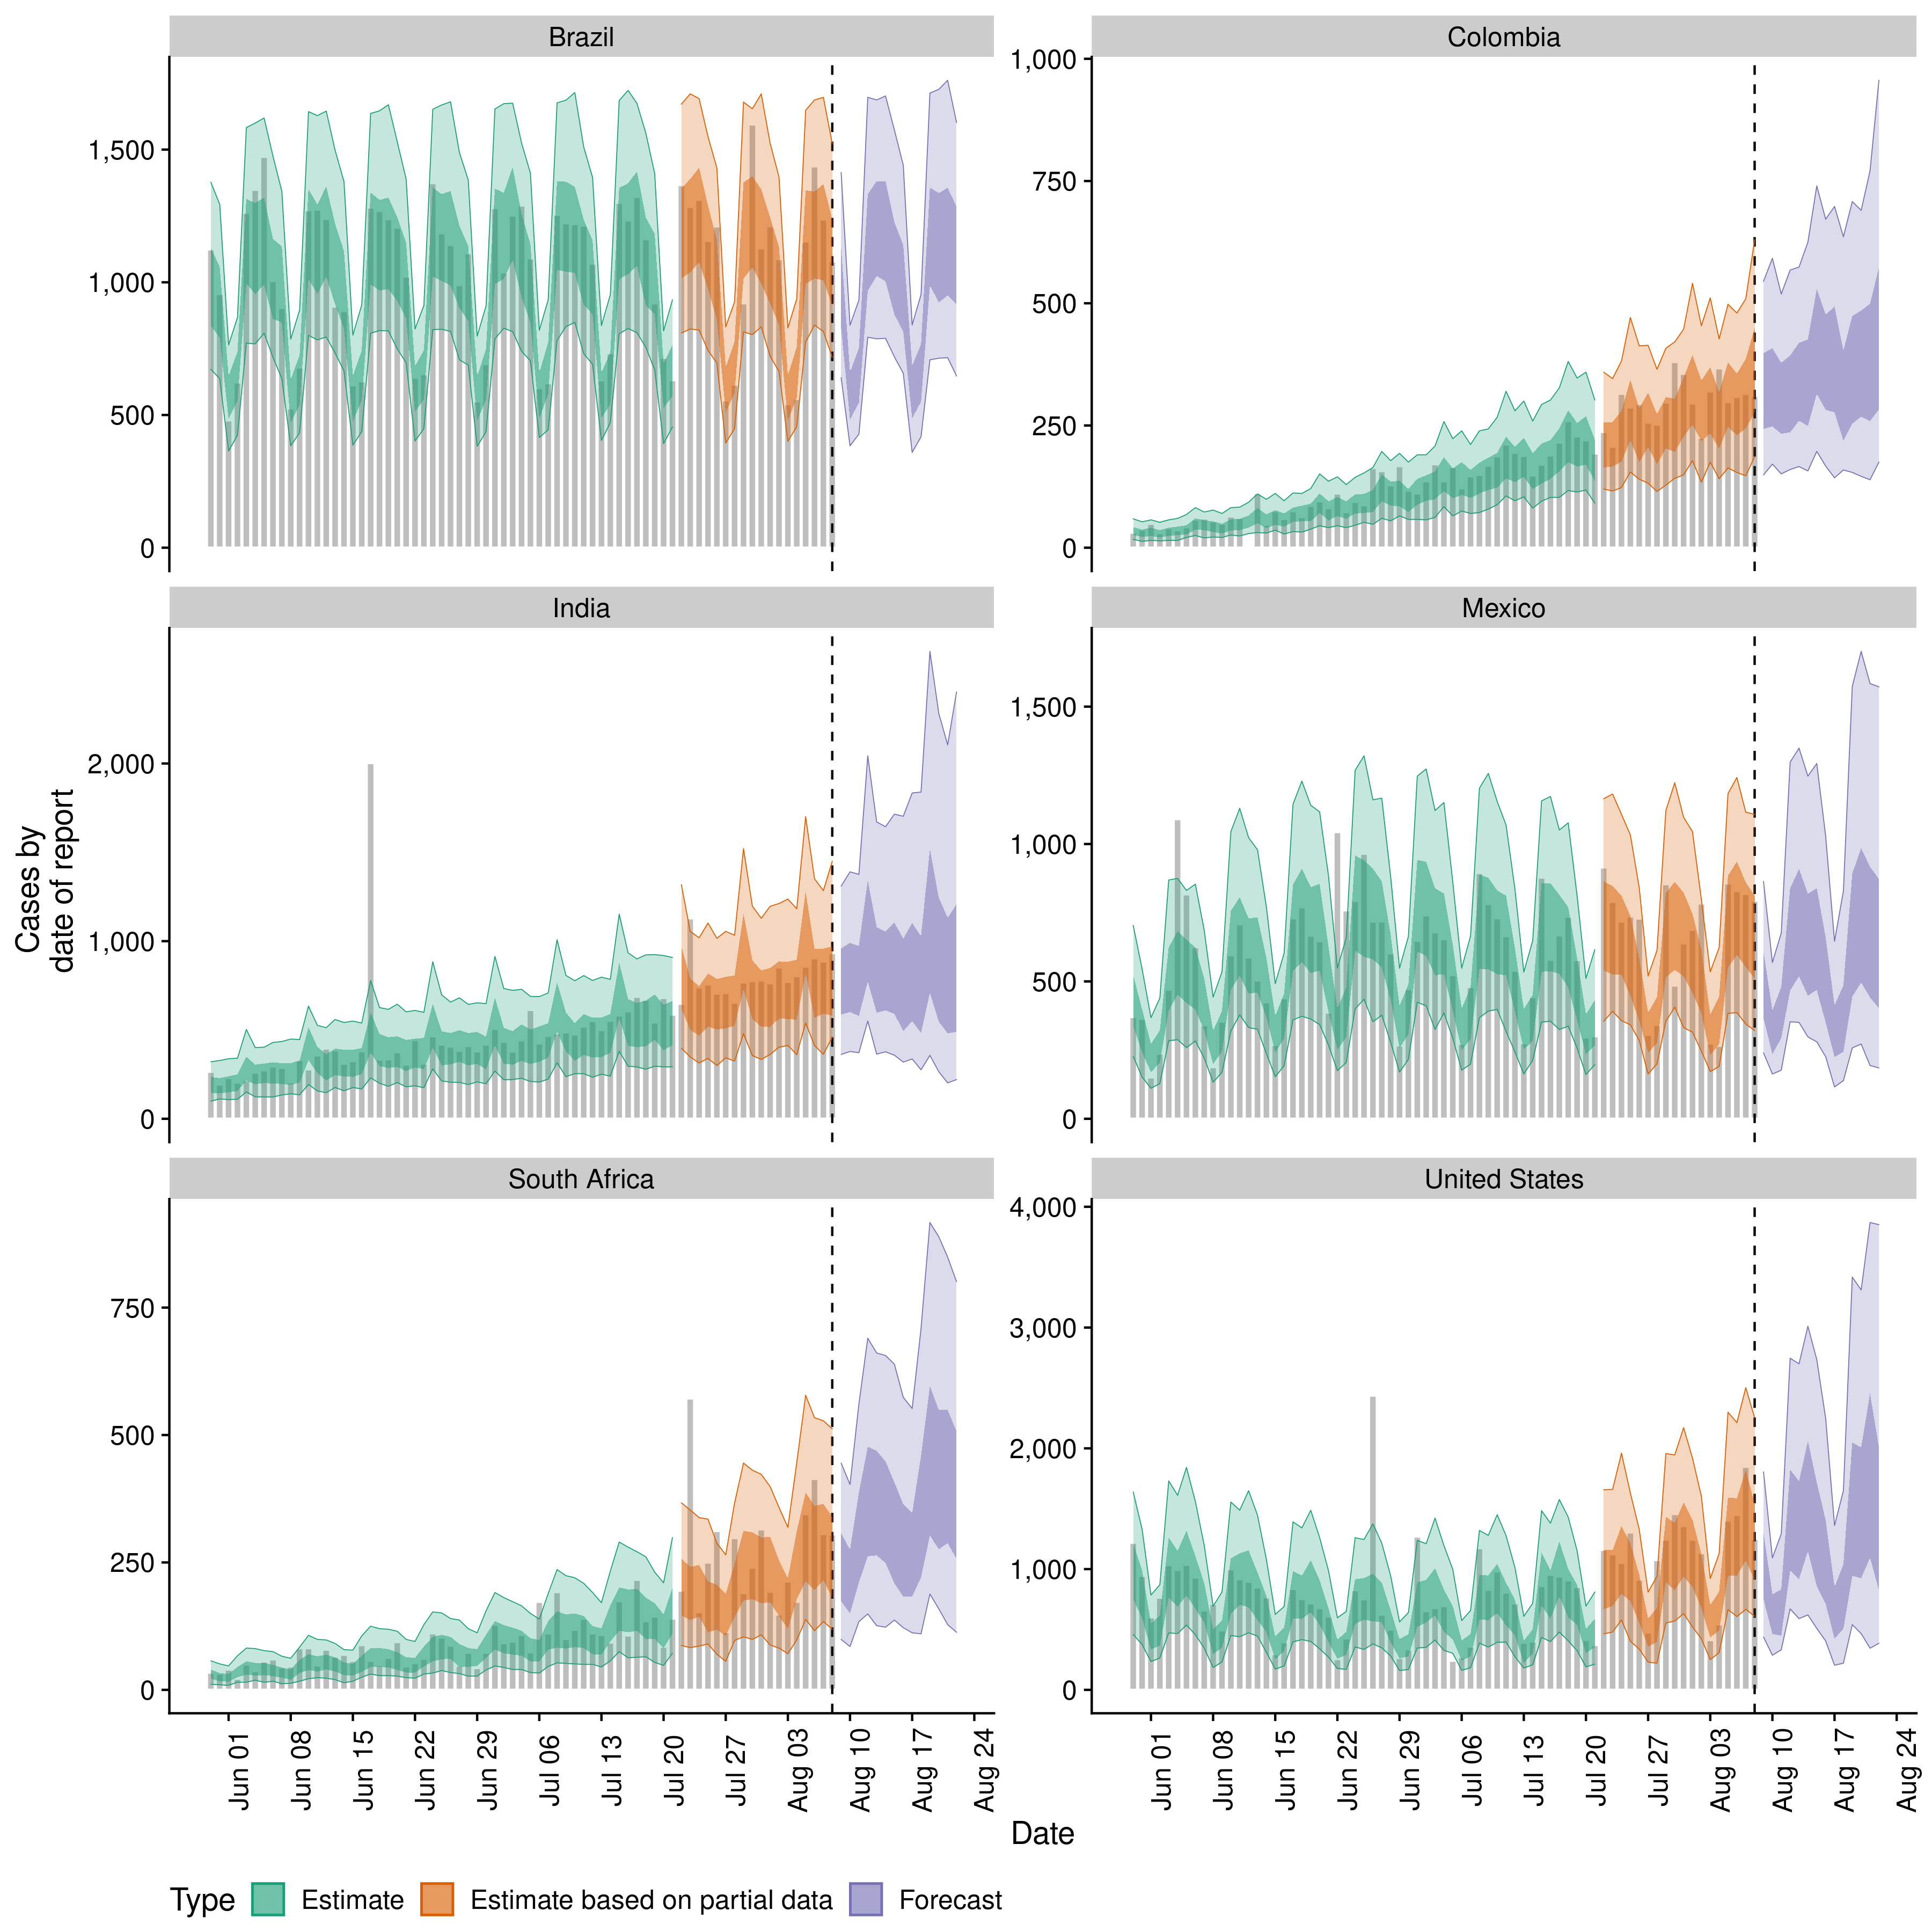 Brazil
Colombia
1,500
1,000
500
0
1,000
750
500
250
0
India
Mexico
Cases by
date of report
2,000
1,000
0
1,500
1,000
500
0
South Africa
United States
750
500
250
0
4,000
3,000
2,000
1,000
0
Jun 01
Jun 08
Jun 15
Jun 22
Jun 29
Jul 06
Jul 13
Jul 20
Jul 27
Aug 03
Aug 10
Aug 17
Aug 24
Jun 01
Jun 08
Jun 15
Jun 22
Jun 29
Jul 06
Jul 13
Jul 20
Jul 27
Aug 03
Aug 10
Aug 17
Aug 24
Date
Type Estimate Estimate based on partial data Forecast